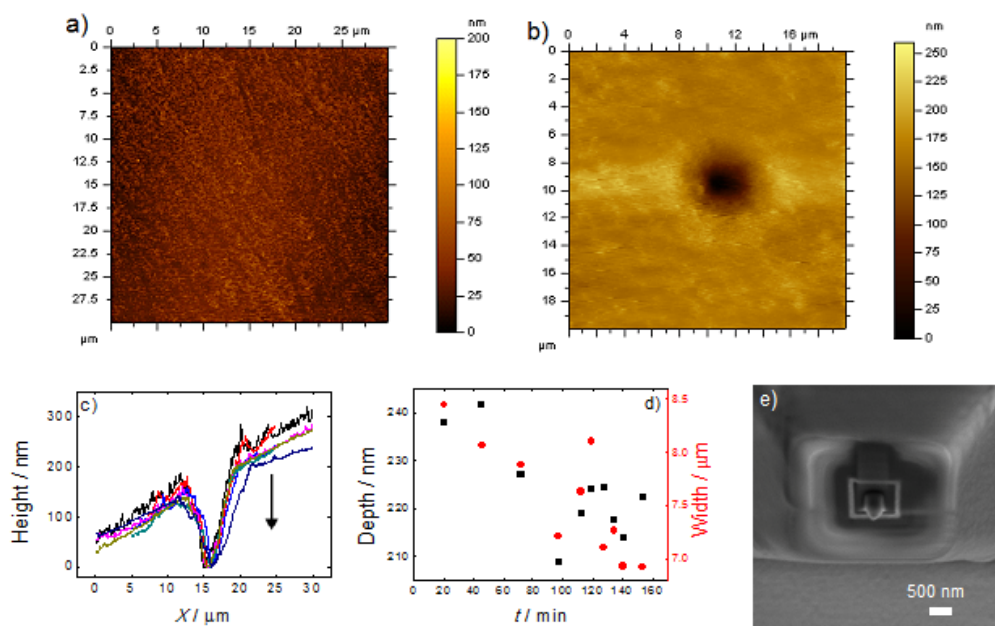 a)
0 5 10 15 20 25 µm
0
2.5
5
7.5
10
12.5
15
17.5
20
22.5
25
27.5
µm
nm
200
175
150
125
100
75
50
25
0
b)
0 4 8 12 16 µm
0
2
4
6
8
10
12
14
16
18
µm
nm
250
225
200
175
150
125
100
75
50
25
0
c)
Height / nm
300
200
100
0
0 5 10 15 20 25 30
X / µm
d)
Depth / nm
240
230
220
210
0 20 40 60 80 100 120 140 160
t / min
8.5
8.0
7.5
7.0
Width / µm
e)
500 nm